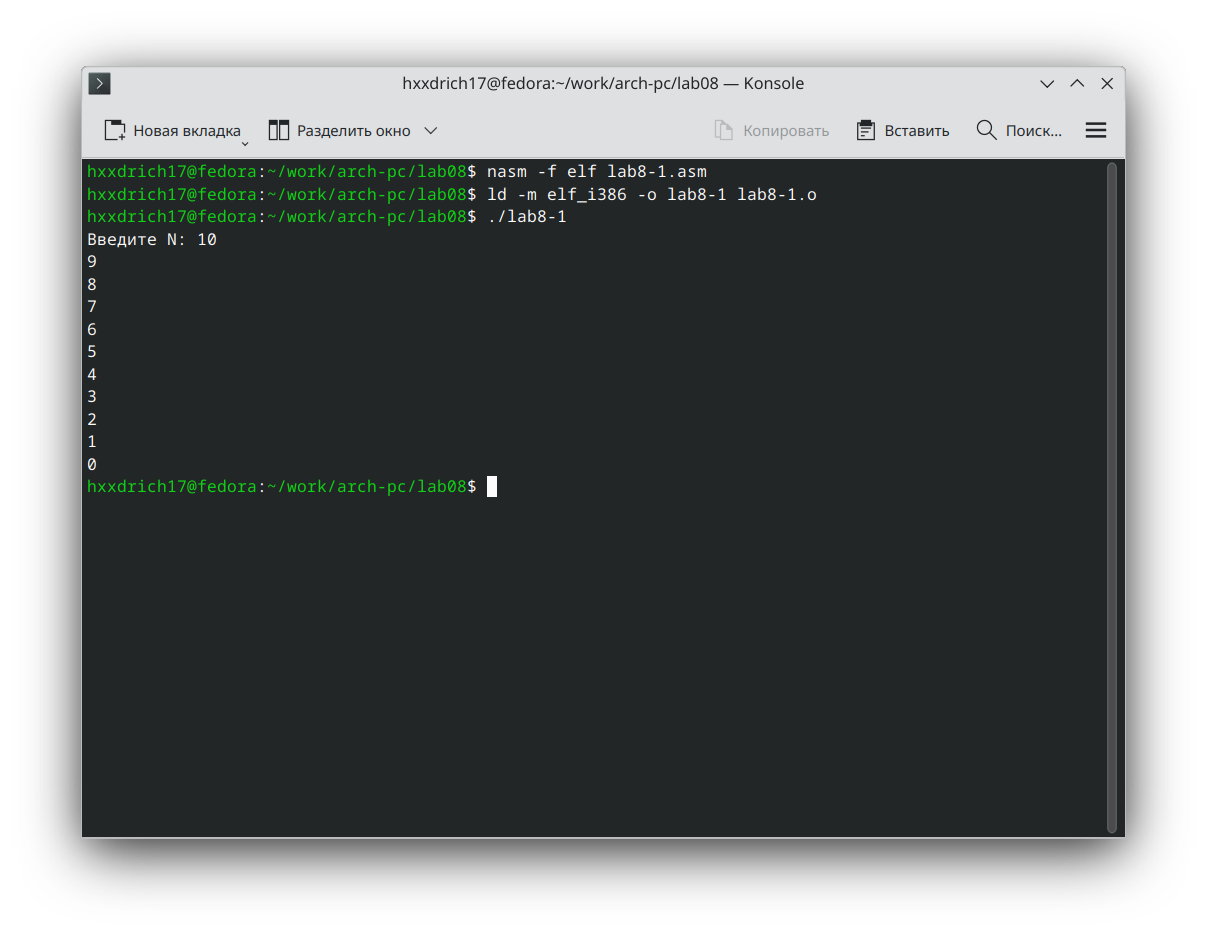 hxxdrich17@fedora:~/work/arch-pc/lab08 — Konsole
Новая вкладка Разделить окно Копировать Вставить Поиск...
hxxdrich17@fedora:~/work/arch-pc/lab08$ nasm -f elf lab8-1.asm
hxxdrich17@fedora:~/work/arch-pc/lab08$ ld -m elf_i386 -o lab8-1 lab8-1.o
hxxdrich17@fedora:~/work/arch-pc/lab08$ ./lab8-1
Введите N: 10
9
8
7
6
5
4
3
2
1
0
hxxdrich17@fedora:~/work/arch-pc/lab08$